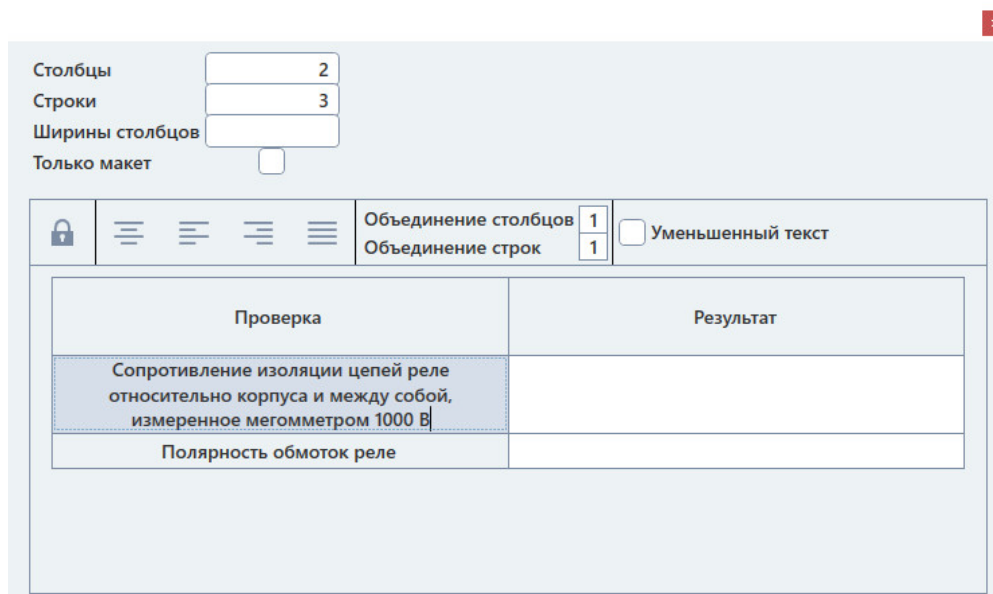 Столбцы 2
Строки 3
Ширины столбцов
Только макет
Объединение столбцов 1
Объединение строк 1
Уменьшенный текст
Проверка Результат
Сопротивление изоляции цепей реле
относительно корпуса и между собой,
измеренное мегомметром 1000 В
Полярность обмоток реле